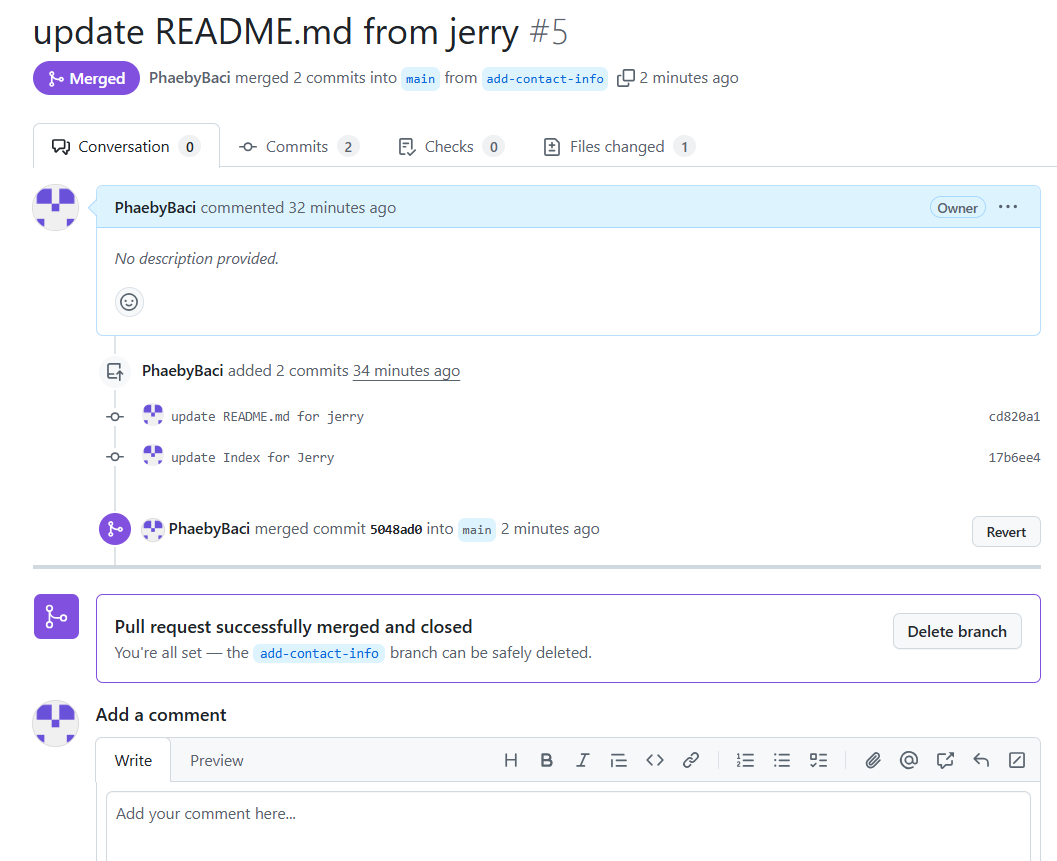 update README.md from jerry #5
Merged PhaebyBaci merged 2 commits into main from add-contact-info 2 minutes ago
Conversation 0 Commits 2 Checks 0 Files changed 1
PhaebyBaci commented 32 minutes ago Owner
No description provided.
PhaebyBaci added 2 commits 34 minutes ago
update README.md for jerry cd820a1
update Index for Jerry 17b6ee4
PhaebyBaci merged commit 5048ad0 into main 2 minutes ago Revert
Pull request successfully merged and closed
You're all set — the add-contact-info branch can be safely deleted.
Delete branch
Add a comment
Write Preview
Add your comment here...